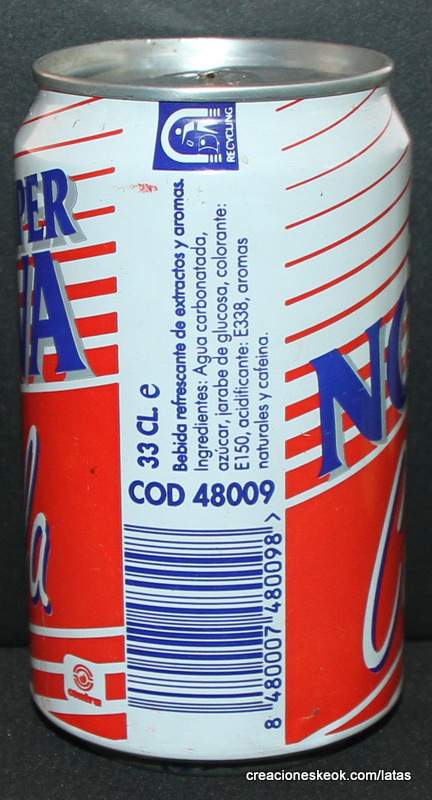 RECYCLING
PER
33 CL. e
Bebida refrescante de extractos y aromas.
Ingredientes: Agua carbonatada,
azúcar, jarabe de glucosa, colorante:
E150, acidificante: E338, aromas
naturales y cafeína.
COD 48009
8 480007 480098 >
creacioneskeok.com/latas